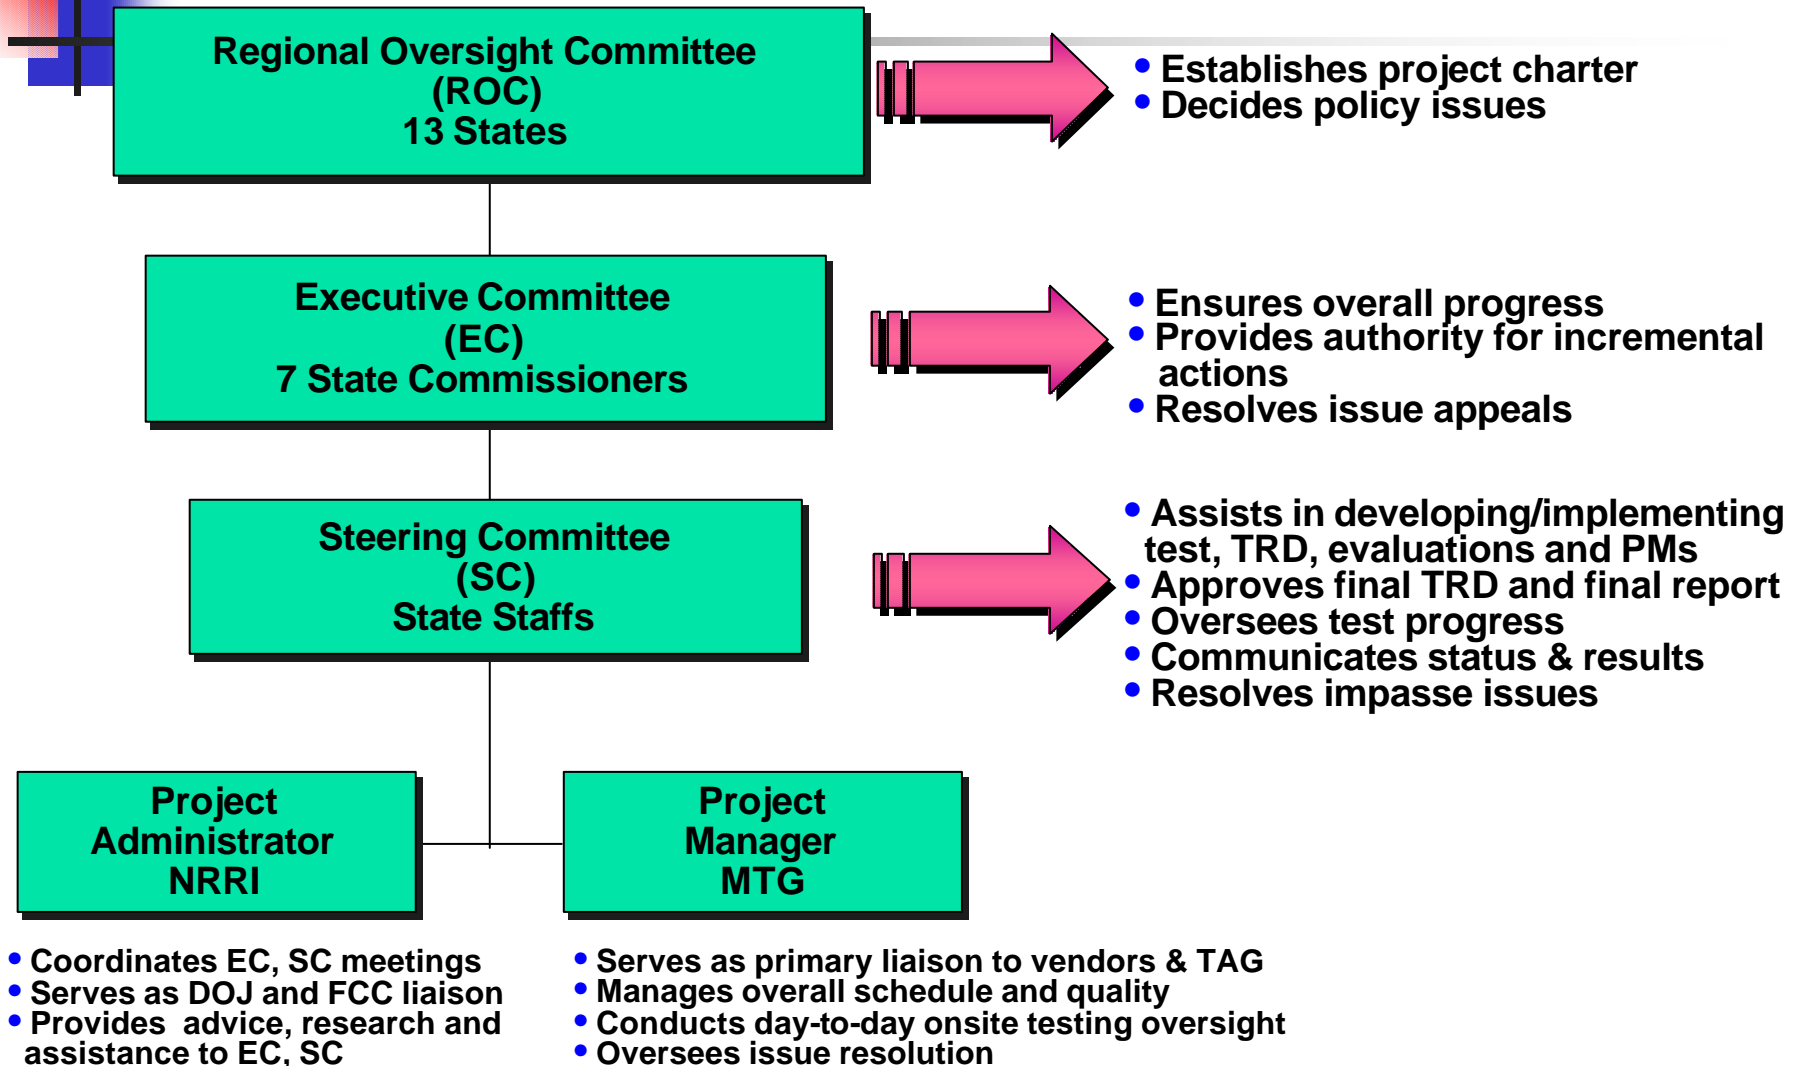 Regional Oversight Committee
(ROC)
13 States
• Establishes project charter
• Decides policy issues
Executive Committee
(EC)
7 State Commissioners
• Ensures overall progress
• Provides authority for incremental
actions
• Resolves issue appeals
Steering Committee
(SC)
State Staffs
• Assists in developing/implementing
test, TRD, evaluations and PMs
• Approves final TRD and final report
• Oversees test progress
• Communicates status & results
• Resolves impasse issues
Project
Administrator
NRRI
• Coordinates EC, SC meetings
• Serves as DOJ and FCC liaison
• Provides advice, research and
assistance to EC, SC
Project
Manager
MTG
• Serves as primary liaison to vendors & TAG
• Manages overall schedule and quality
• Conducts day-to-day onsite testing oversight
• Oversees issue resolution